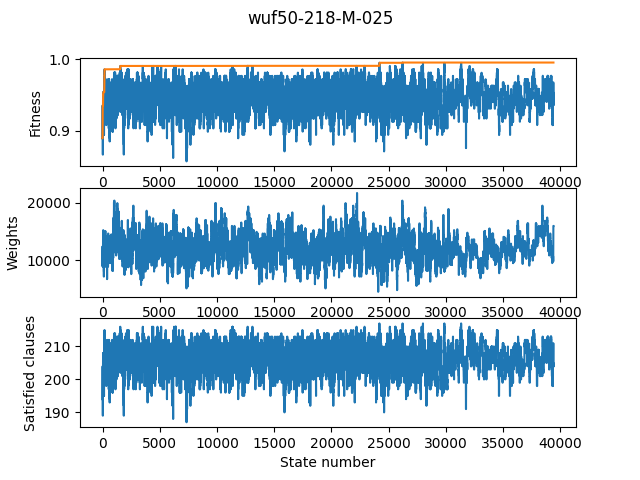 wuf50-218-M-025
1.0
0.9
Fitness
0 5000 10000 15000 20000 25000 30000 35000 40000
20000
10000
Weights
0 5000 10000 15000 20000 25000 30000 35000 40000
210
200
190
Satisfied clauses
0 5000 10000 15000 20000 25000 30000 35000 40000
State number